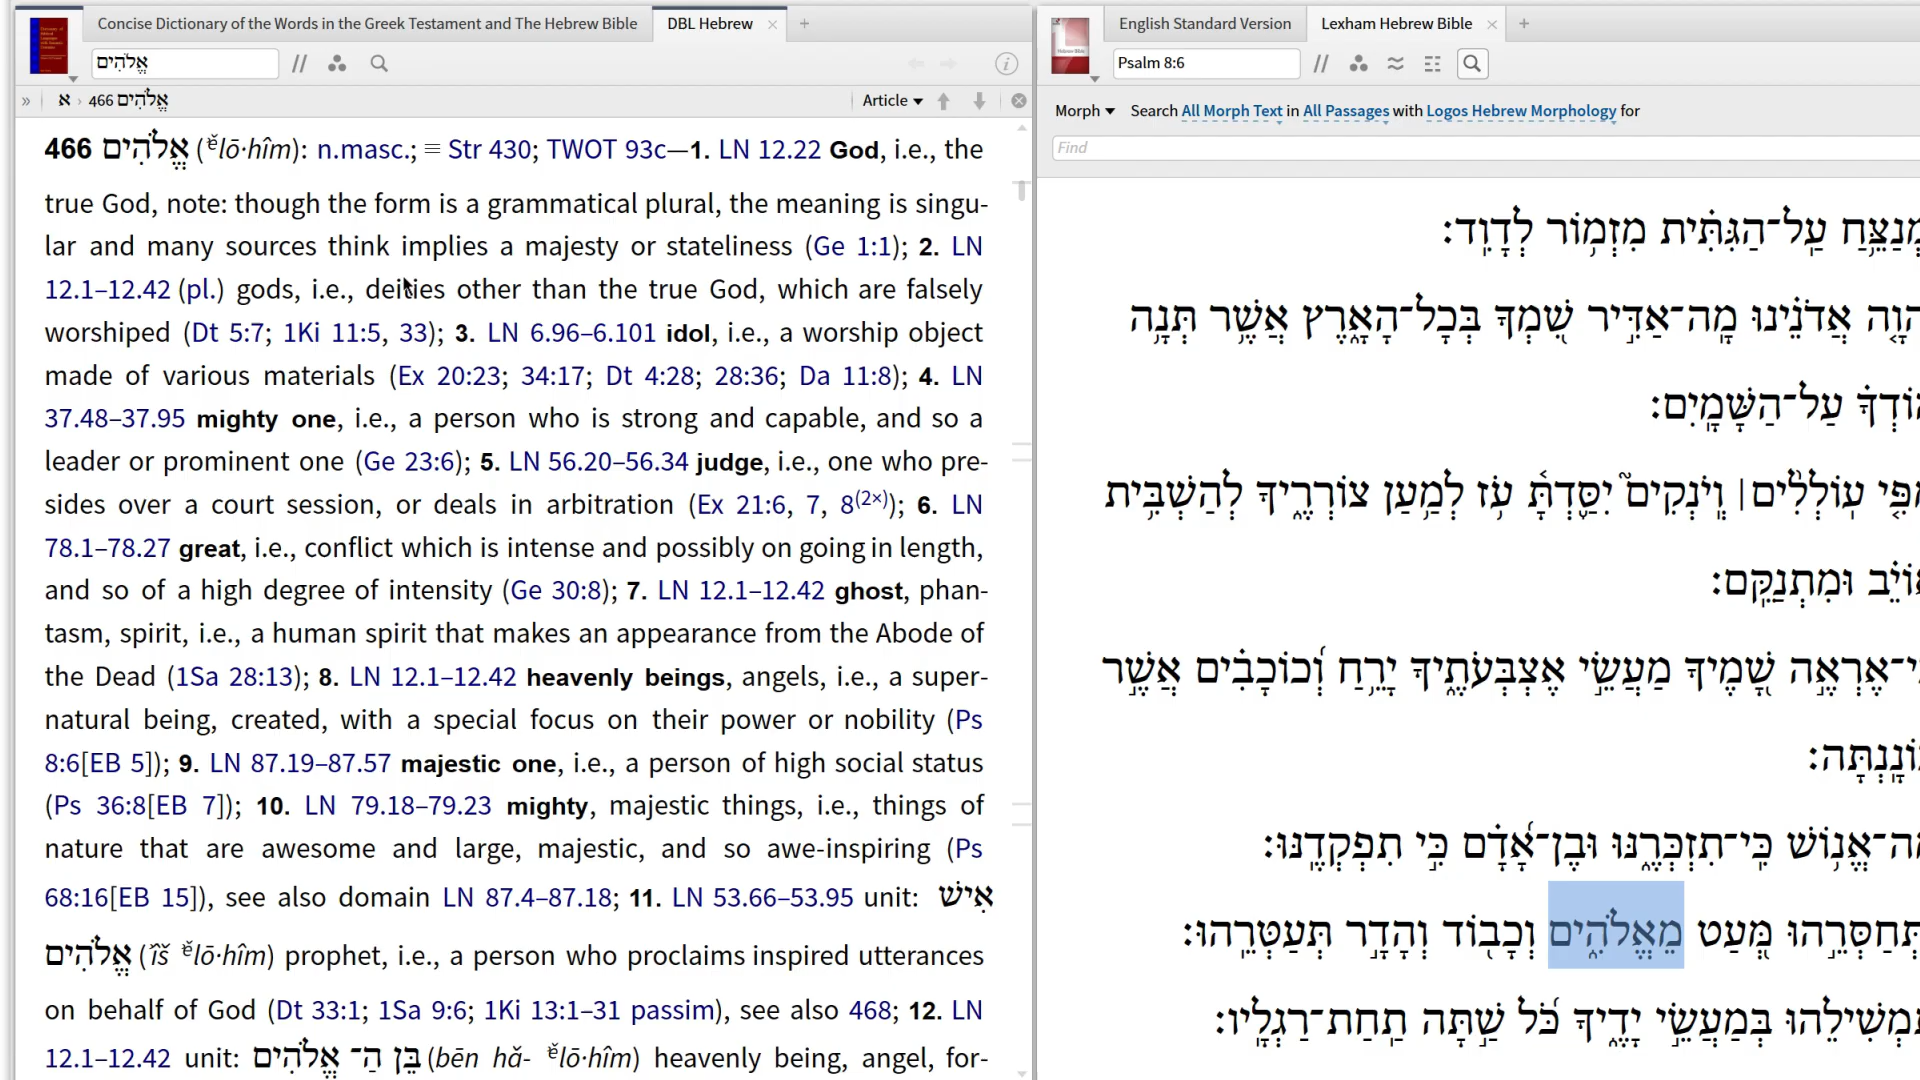 Concise Dictionary of the Words in the Greek Testament and The Hebrew Bible
DBL Hebrew
אֱלֹהִים
» א › 466 אֱלֹהִים
Article
466 אֱלֹהִים (ʾĕlō·hîm): n.masc.; ≡ Str 430; TWOT 93c—1. LN 12.22 God, i.e., the
true God, note: though the form is a grammatical plural, the meaning is singu-
lar and many sources think implies a majesty or stateliness (Ge 1:1); 2. LN
12.1–12.42 (pl.) gods, i.e., deities other than the true God, which are falsely
worshiped (Dt 5:7; 1Ki 11:5, 33); 3. LN 6.96–6.101 idol, i.e., a worship object
made of various materials (Ex 20:23; 34:17; Dt 4:28; 28:36; Da 11:8); 4. LN
37.48–37.95 mighty one, i.e., a person who is strong and capable, and so a
leader or prominent one (Ge 23:6); 5. LN 56.20–56.34 judge, i.e., one who pre-
sides over a court session, or deals in arbitration (Ex 21:6, 7, 8(2×)); 6. LN
78.1–78.27 great, i.e., conflict which is intense and possibly on going in length,
and so of a high degree of intensity (Ge 30:8); 7. LN 12.1–12.42 ghost, phan-
tasm, spirit, i.e., a human spirit that makes an appearance from the Abode of
the Dead (1Sa 28:13); 8. LN 12.1–12.42 heavenly beings, angels, i.e., a super-
natural being, created, with a special focus on their power or nobility (Ps
8:6[EB 5]); 9. LN 87.19–87.57 majestic one, i.e., a person of high social status
(Ps 36:8[EB 7]); 10. LN 79.18–79.23 mighty, majestic things, i.e., things of
nature that are awesome and large, majestic, and so awe-inspiring (Ps
68:16[EB 15]), see also domain LN 87.4–87.18; 11. LN 53.66–53.95 unit: אִישׁ
אֱלֹהִים (ʾîš ʾĕlō·hîm) prophet, i.e., a person who proclaims inspired utterances
on behalf of God (Dt 33:1; 1Sa 9:6; 1Ki 13:1–31 passim), see also 468; 12. LN
12.1–12.42 unit: בֵּן הַ־ אֱלֹהִים (bēn hă- ʾĕlō·hîm) heavenly being, angel, for-
English Standard Version
Lexham Hebrew Bible
Psalm 8:6
Morph Search All Morph Text in All Passages with Logos Hebrew Morphology for
Find
מְנַצֵּ֥חַ עַֽל־הַגִּתִּ֗ית מִזְמ֥וֹר לְדָוִֽד׃
הוָ֤ה אֲדֹנֵ֗ינוּ מָֽה־אַדִּ֣יר שִׁ֭מְךָ בְּכָל־הָאָ֑רֶץ אֲשֶׁ֥ר תְּנָ֥ה
הוֹדְךָ֗ עַל־הַשָּׁמָֽיִם׃
מִפִּ֤י עֽוֹלְלִ֨ים׀ וְֽיֹנְקִים֮ יִסַּ֪דְתָּ֫ עֹ֥ז לְמַ֥עַן צוֹרְרֶ֑יךָ לְהַשְׁבִּ֥ית
אוֹיֵ֗ב וּמִתְנַקֵּֽם׃
כִּֽי־אֶרְאֶ֣ה שָׁ֭מֶיךָ מַעֲשֵׂ֣י אֶצְבְּעֹתֶ֑יךָ יָרֵ֥חַ וְ֝כוֹכָבִ֗ים אֲשֶׁ֣ר
כּוֹנָֽנְתָּה׃
מָֽה־אֱנ֥וֹשׁ כִּֽי־תִזְכְּרֶ֑נּוּ וּבֶן־אָ֝דָ֗ם כִּ֣י תִפְקְדֶֽנּוּ׃
תְּחַסְּרֵ֣הוּ מְּ֭עַט מֵאֱלֹהִ֑ים וְכָב֖וֹד וְהָדָ֣ר תְּעַטְּרֵֽהוּ׃
תַּ֭מְשִׁילֵהוּ בְּמַעֲשֵׂ֣י יָדֶ֑יךָ כֹּ֝ל שַׁ֣תָּה תַֽחַת־רַגְלָֽיו׃